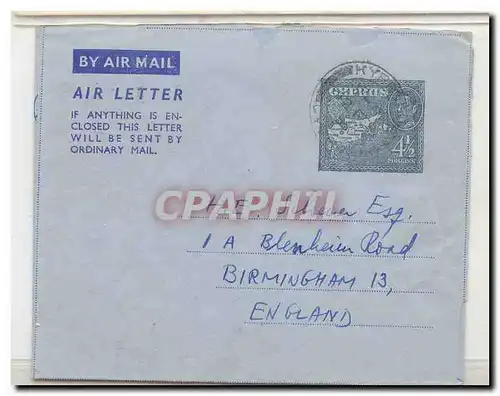 BY AIR MAIL
AIR LETTER
IF ANYTHING IS EN-
CLOSED THIS LETTER
WILL BE SENT BY
ORDINARY MAIL.
CYPRUS
4½
PIASTRES
CPAPHIL
H. E. Scheuer Esq.
1 A Blenheim Road
BIRMINGHAM 13,
ENGLAND